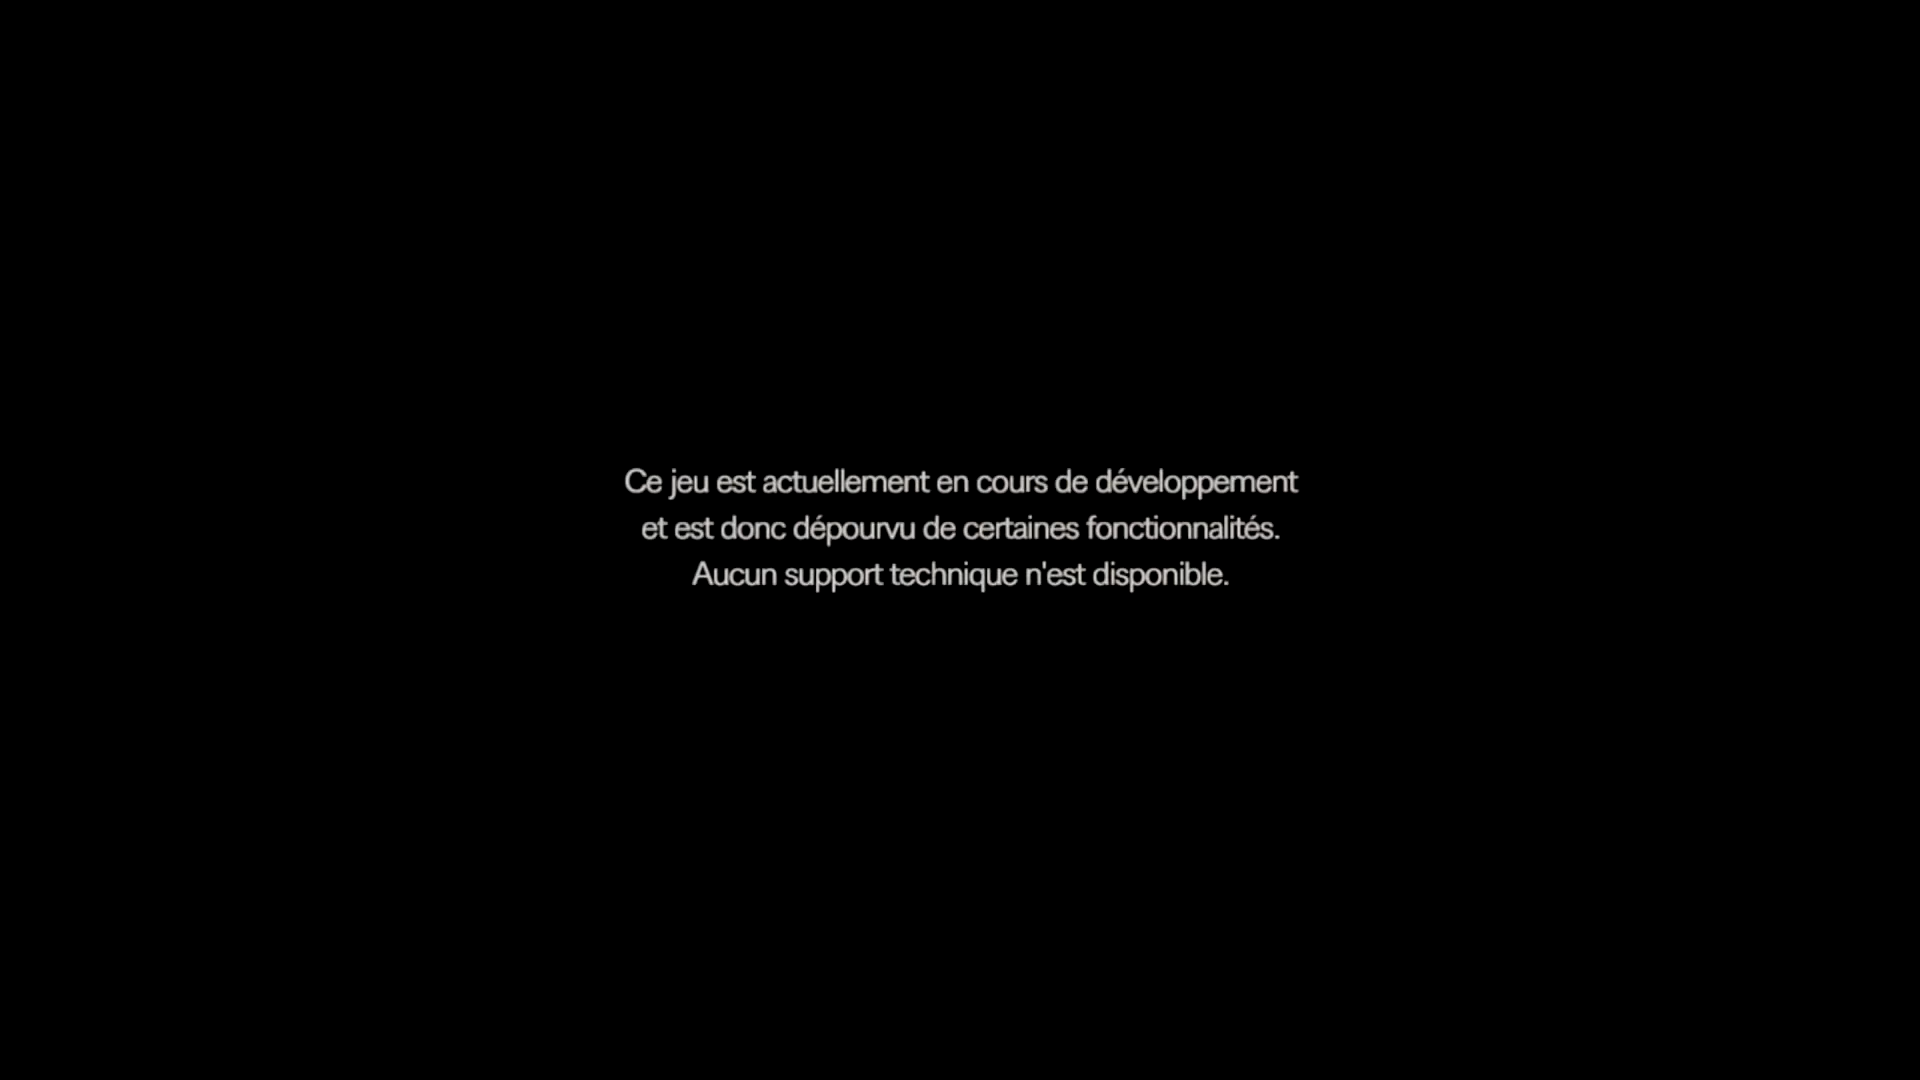 Ce jeu est actuellement en cours de développement
et est donc dépourvu de certaines fonctionnalités.
Aucun support technique n'est disponible.